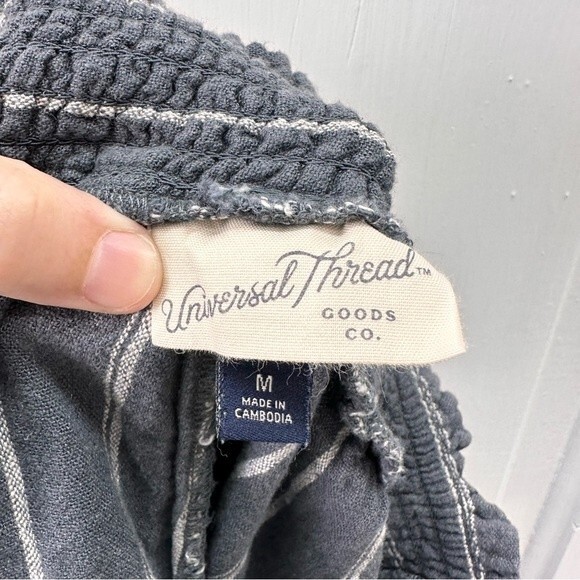 Universal Thread™
GOODS
CO.
M
MADE IN
CAMBODIA